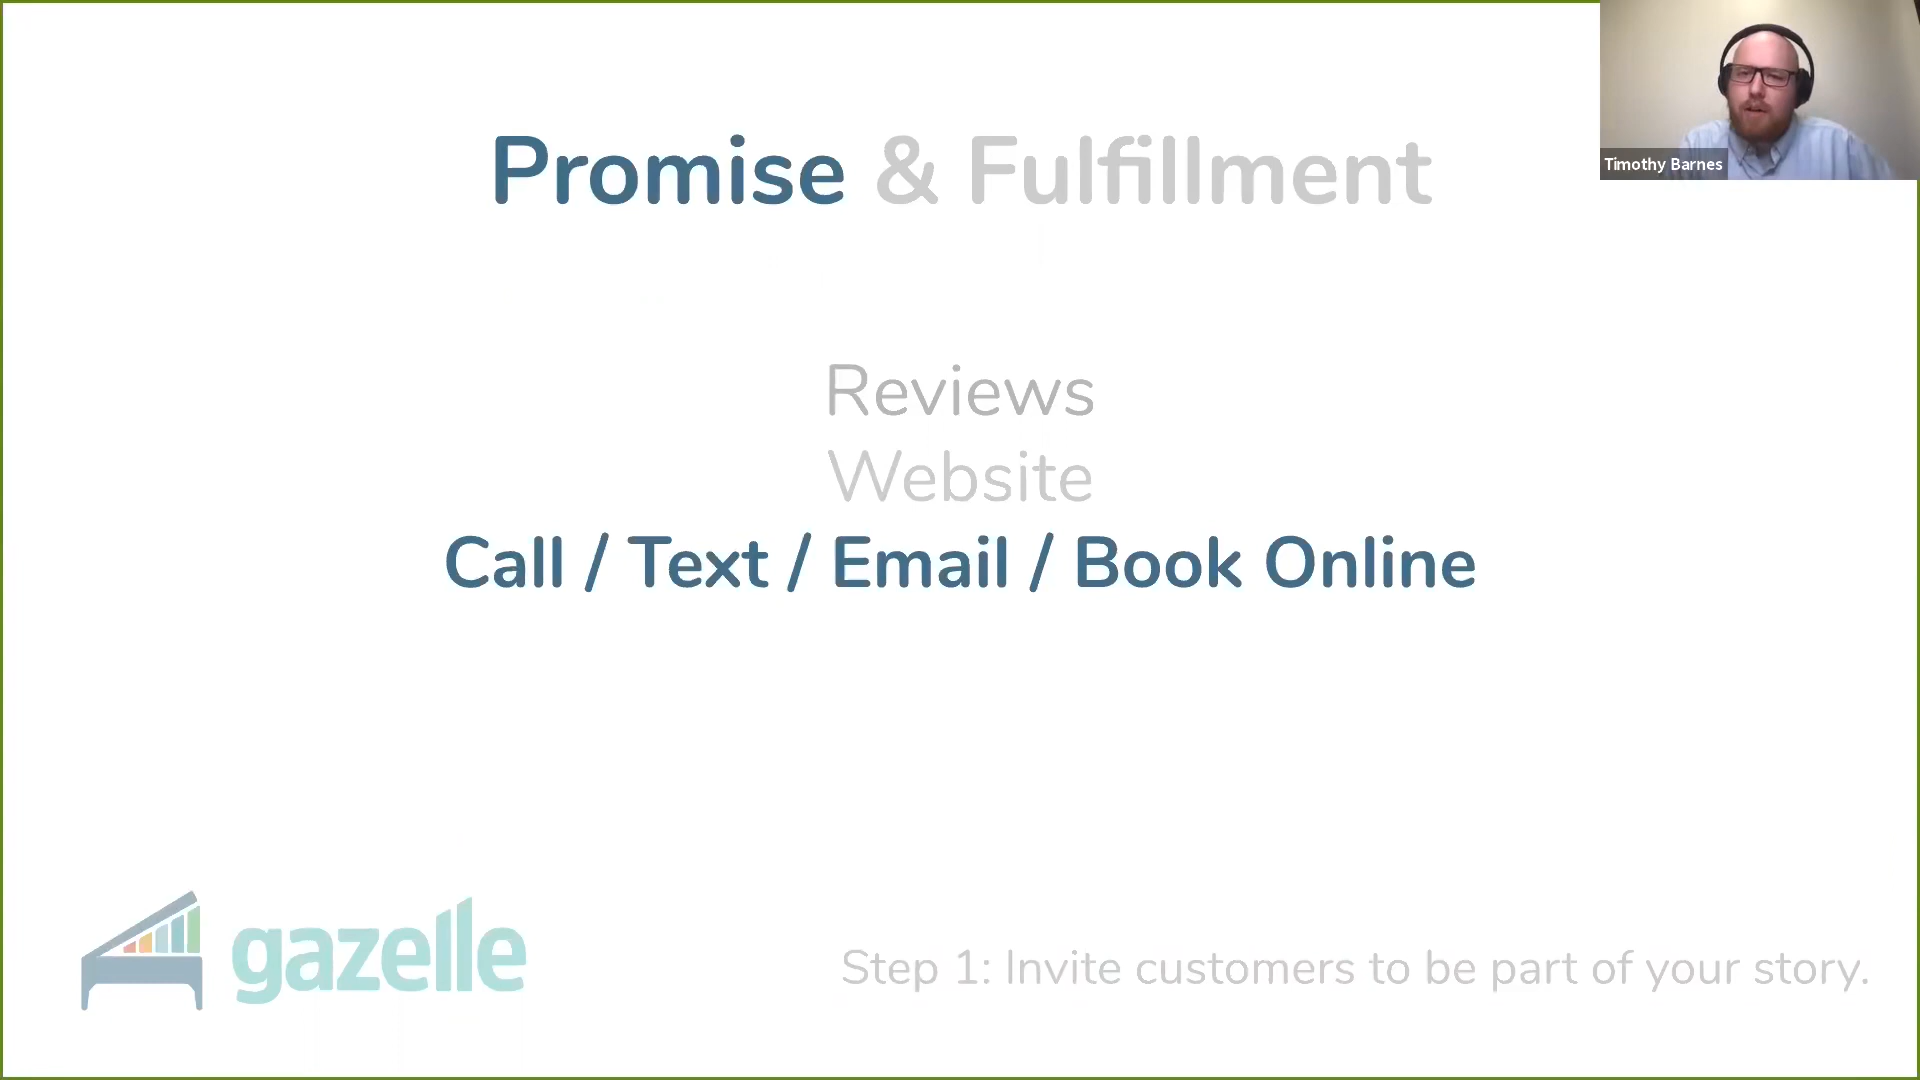 Promise & Fulfillment
Timothy Barnes
Reviews
Website
Call / Text / Email / Book Online
gazelle
Step 1: Invite customers to be part of your story.